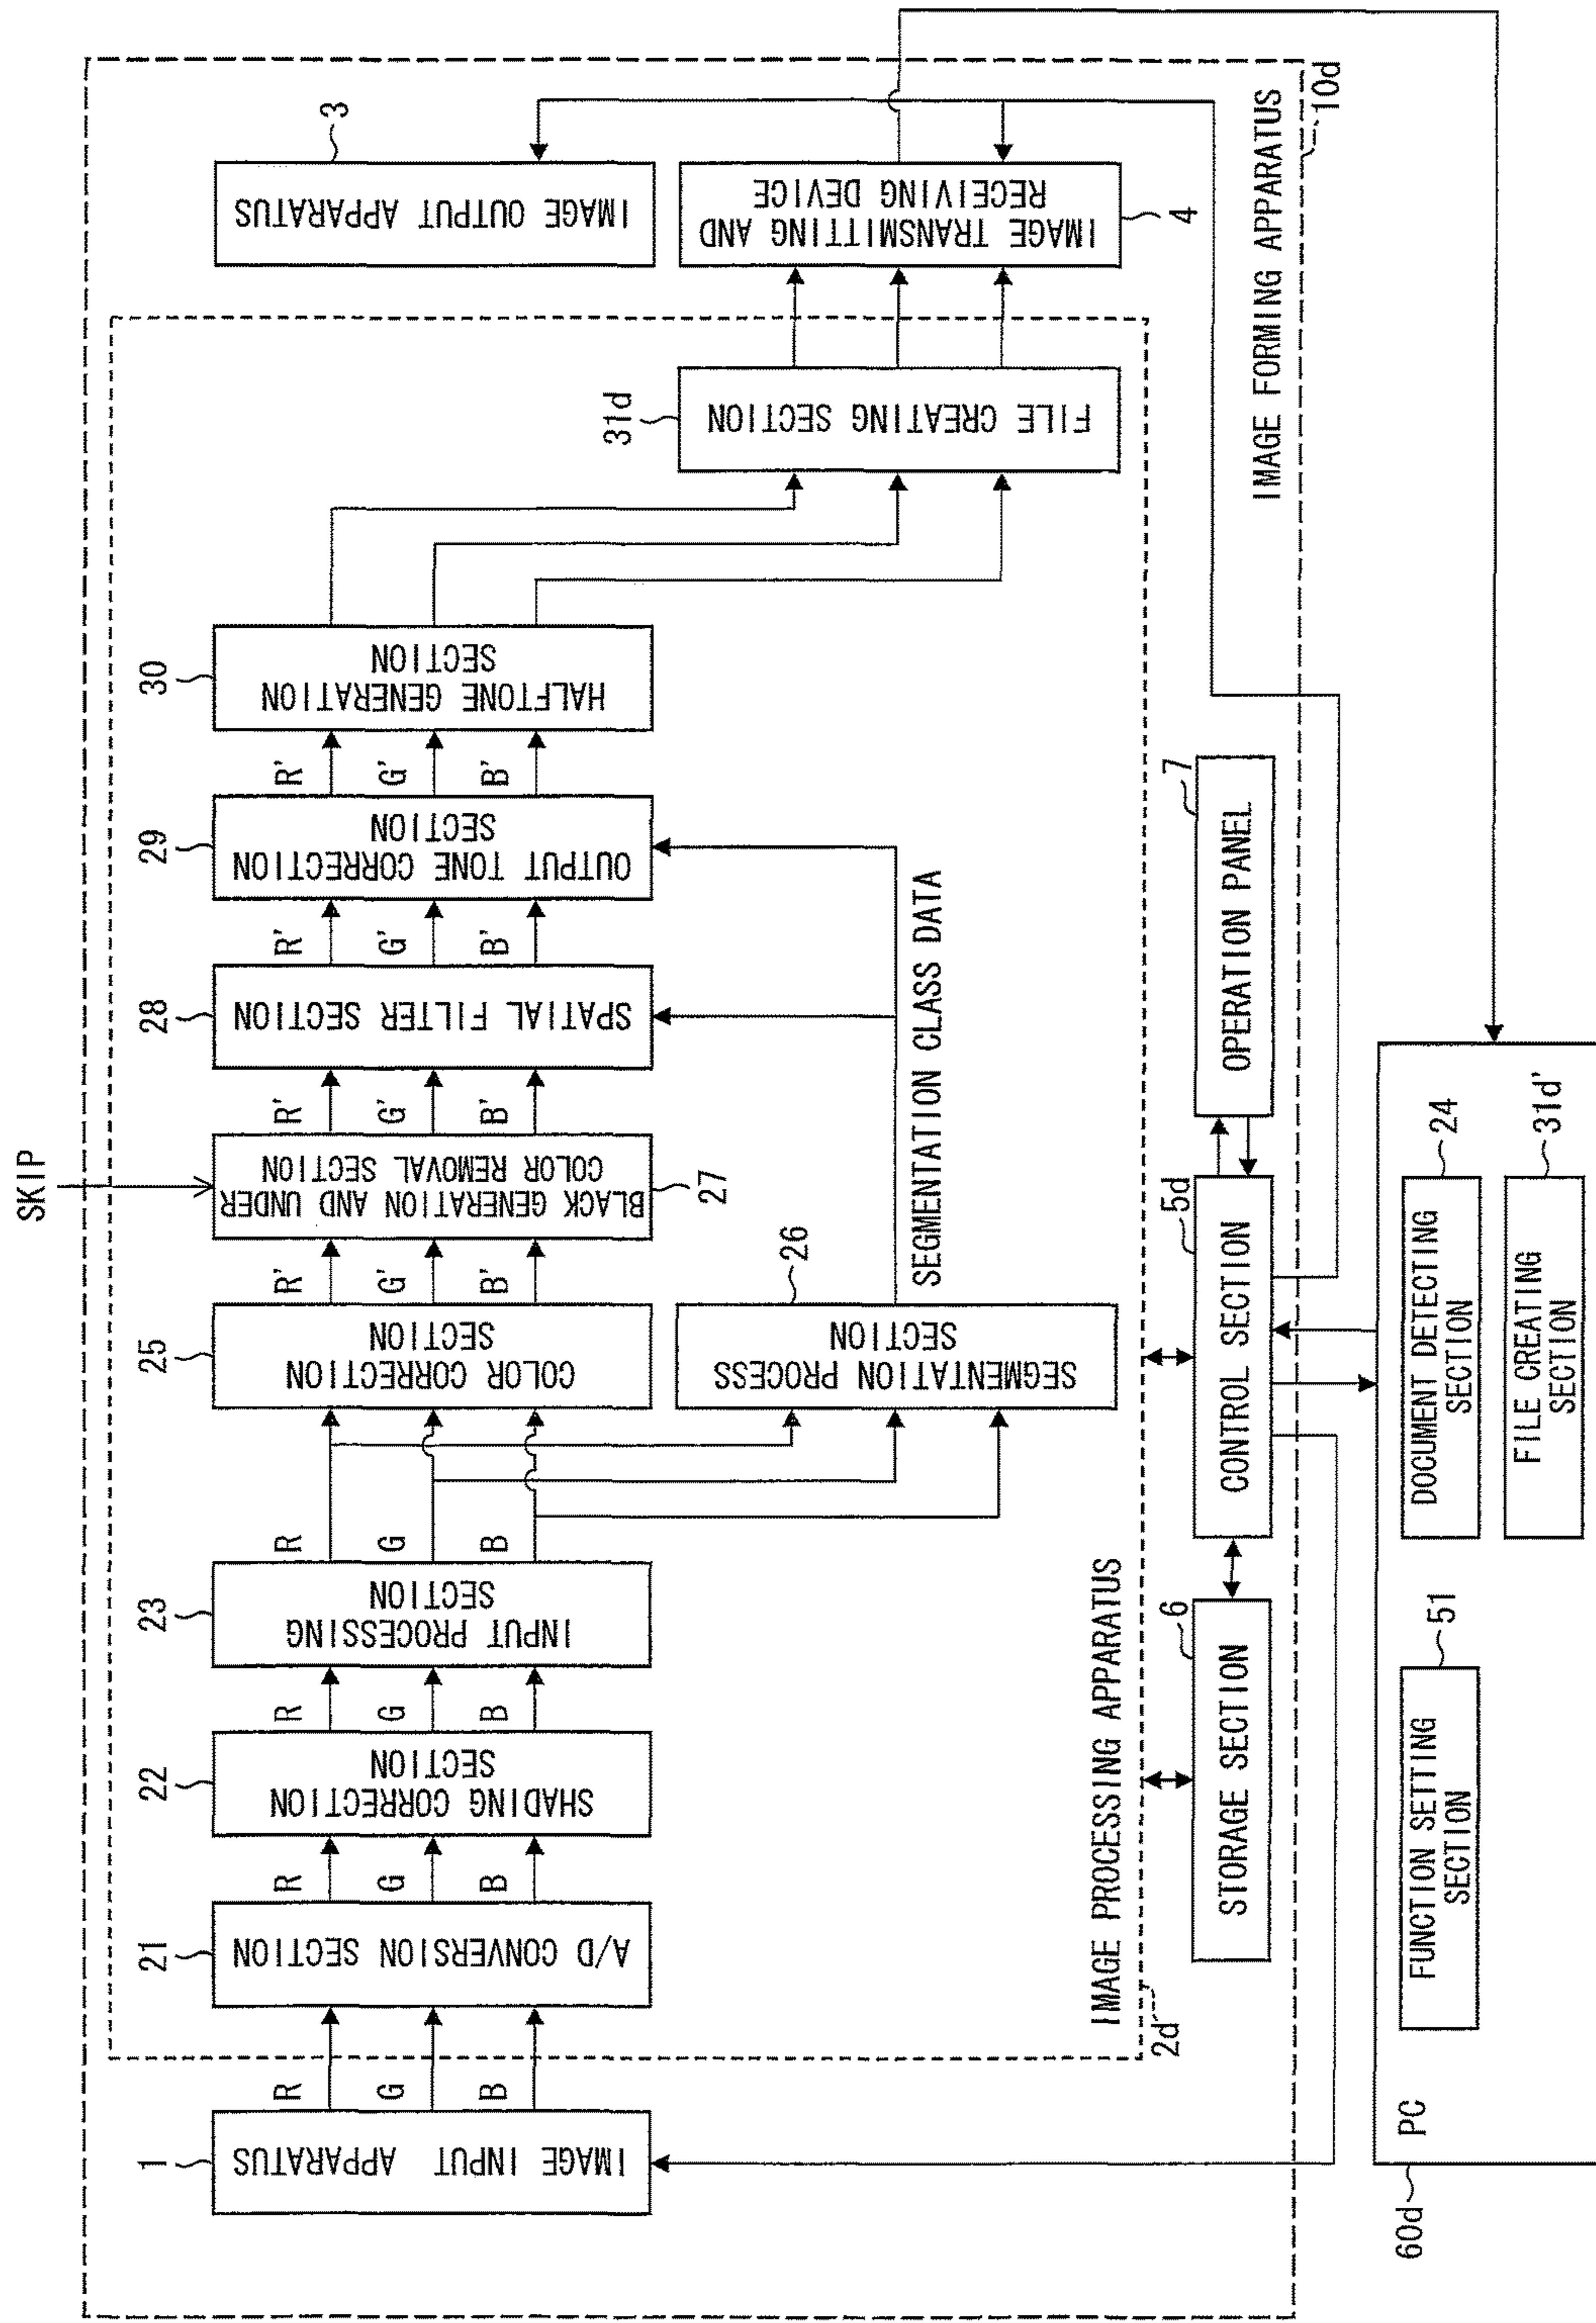 SKIP
1
IMAGE INPUT APPARATUS
R
G
B
21
A/D CONVERSION SECTION
R
G
B
22
SHADING CORRECTION
SECTION
R
G
B
23
INPUT PROCESSING
SECTION
R
G
B
25
COLOR CORRECTION
SECTION
R'
G'
B'
BLACK GENERATION AND UNDER
COLOR REMOVAL SECTION
27
R'
G'
B'
28
SPATIAL FILTER SECTION
R'
G'
B'
29
OUTPUT TONE CORRECTION
SECTION
R'
G'
B'
30
HALFTONE GENERATION
SECTION
3
IMAGE OUTPUT APPARATUS
26
SEGMENTATION PROCESS
SECTION
SEGMENTATION CLASS DATA
31d
FILE CREATING SECTION
IMAGE TRANSMITTING AND
RECEIVING DEVICE
4
IMAGE PROCESSING APPARATUS
2d
6
STORAGE SECTION
5d
CONTROL SECTION
7
OPERATION PANEL
IMAGE FORMING APPARATUS
10d
60d
PC
51
FUNCTION SETTING
SECTION
24
DOCUMENT DETECTING
SECTION
31d'
FILE CREATING
SECTION